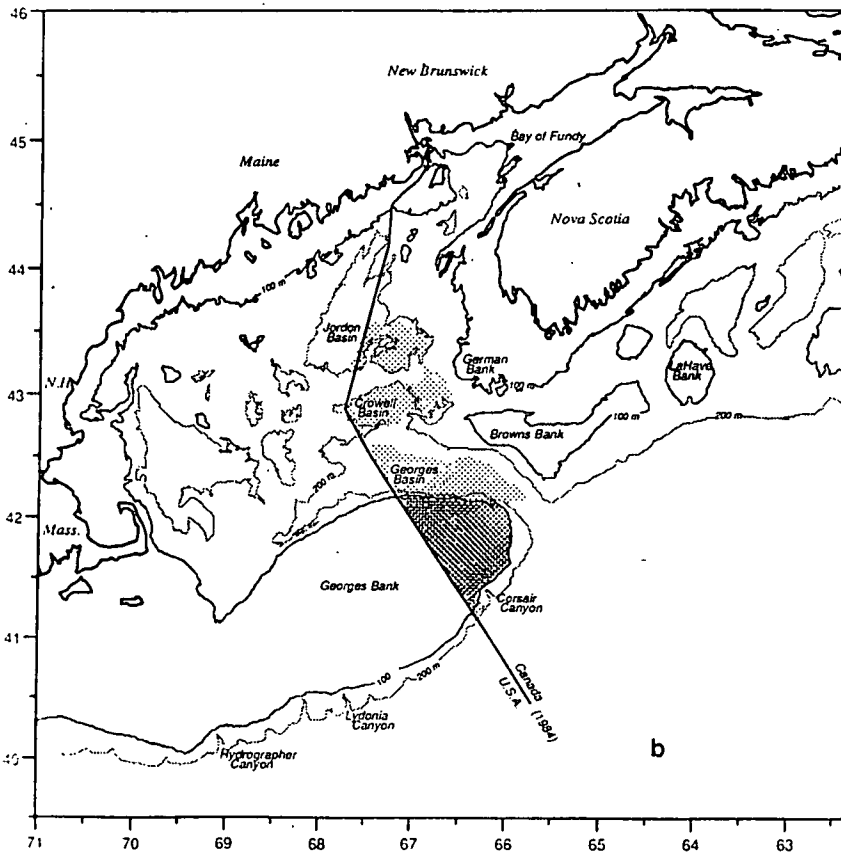 46
New Brunswick
45
Bay of Fundy
Maine
Nova Scotia
44
100 m
Jordon
Basin
German
Bank
LaHave
Bank
N.H.
100 m
43
Crowell
Basin
100 m
200 m
Browns Bank
Georges
Basin
200 m
42
Mass.
Georges Bank
Corsair
Canyon
41
100
200 m
Canada
U.S.A.
(1984)
Lydonia
Canyon
b
Hydrographer
Canyon
40
71 70 69 68 67 66 65 64 63